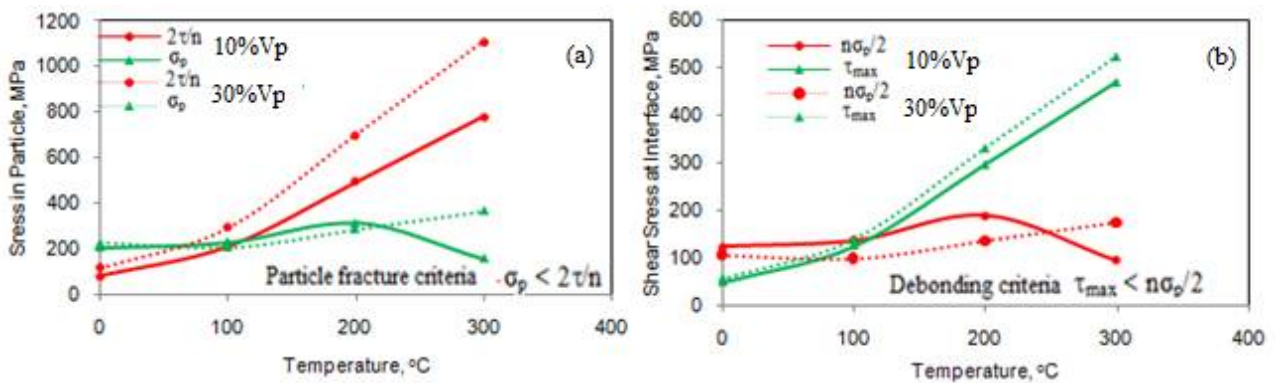 1200
1000
800
600
400
200
0
Sress in Particle, MPa
2τ/n 10%Vp
σp
2τ/n 30%Vp
σp
(a)
Particle fracture criteria - σp < 2τ/n
0 100 200 300 400
Temperature, °C
600
500
400
300
200
100
0
Shear Sress at Interface, MPa
nσp/2 10%Vp
τmax
nσp/2 30%Vp
τmax
(b)
Debonding criteria τmax < nσp/2
0 100 200 300 400
Temperature, °C